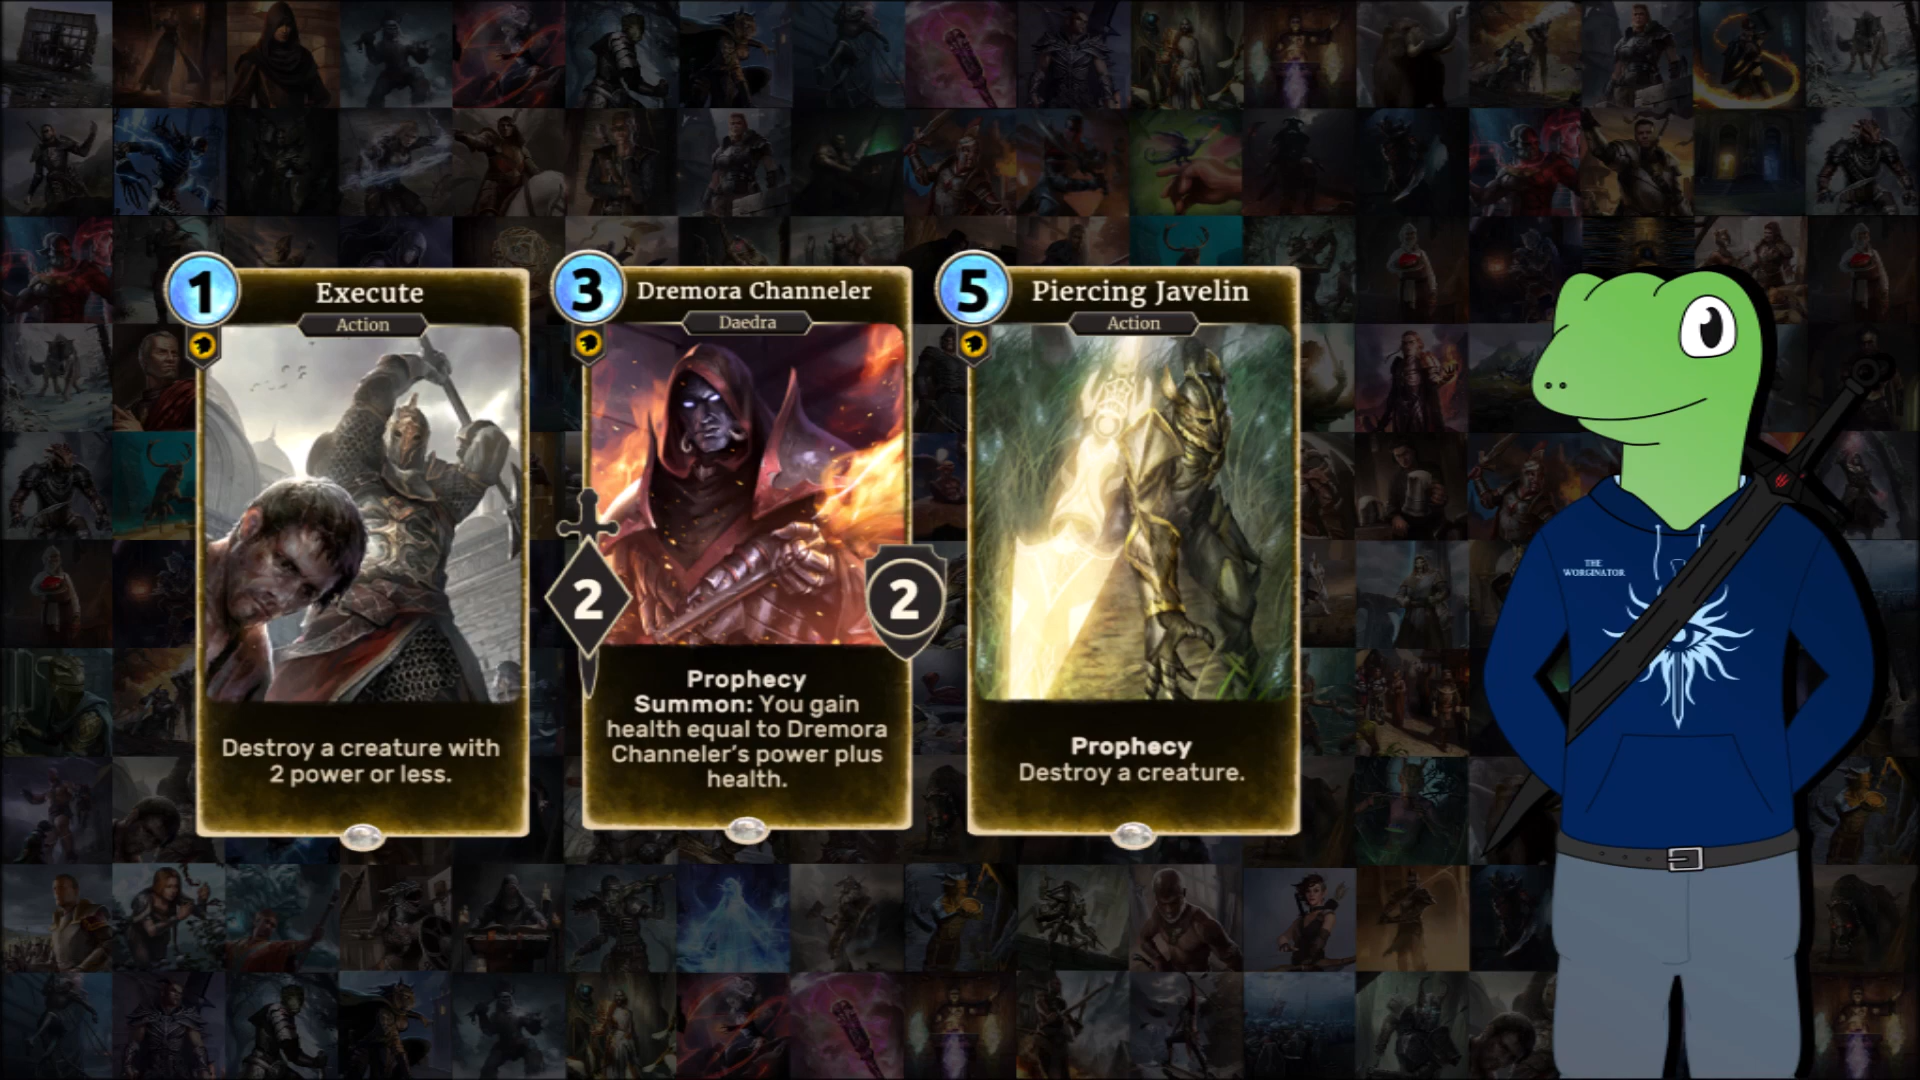 1
Execute
Action
Destroy a creature with
2 power or less.
3
Dremora Channeler
Daedra
2
2
Prophecy
Summon: You gain
health equal to Dremora
Channeler's power plus
health.
5
Piercing Javelin
Action
Prophecy
Destroy a creature.
THE
WORGINATOR